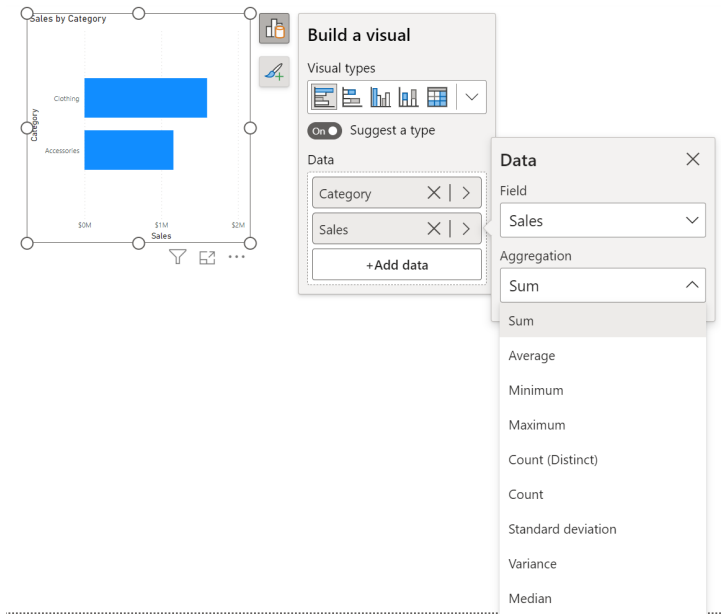 Sales by Category
Clothing
Accessories
Category
$0M
$1M
$2M
Sales
Build a visual
Visual types
On
Suggest a type
Data
Category
Sales
+Add data
Data
Field
Sales
Aggregation
Sum
Sum
Average
Minimum
Maximum
Count (Distinct)
Count
Standard deviation
Variance
Median